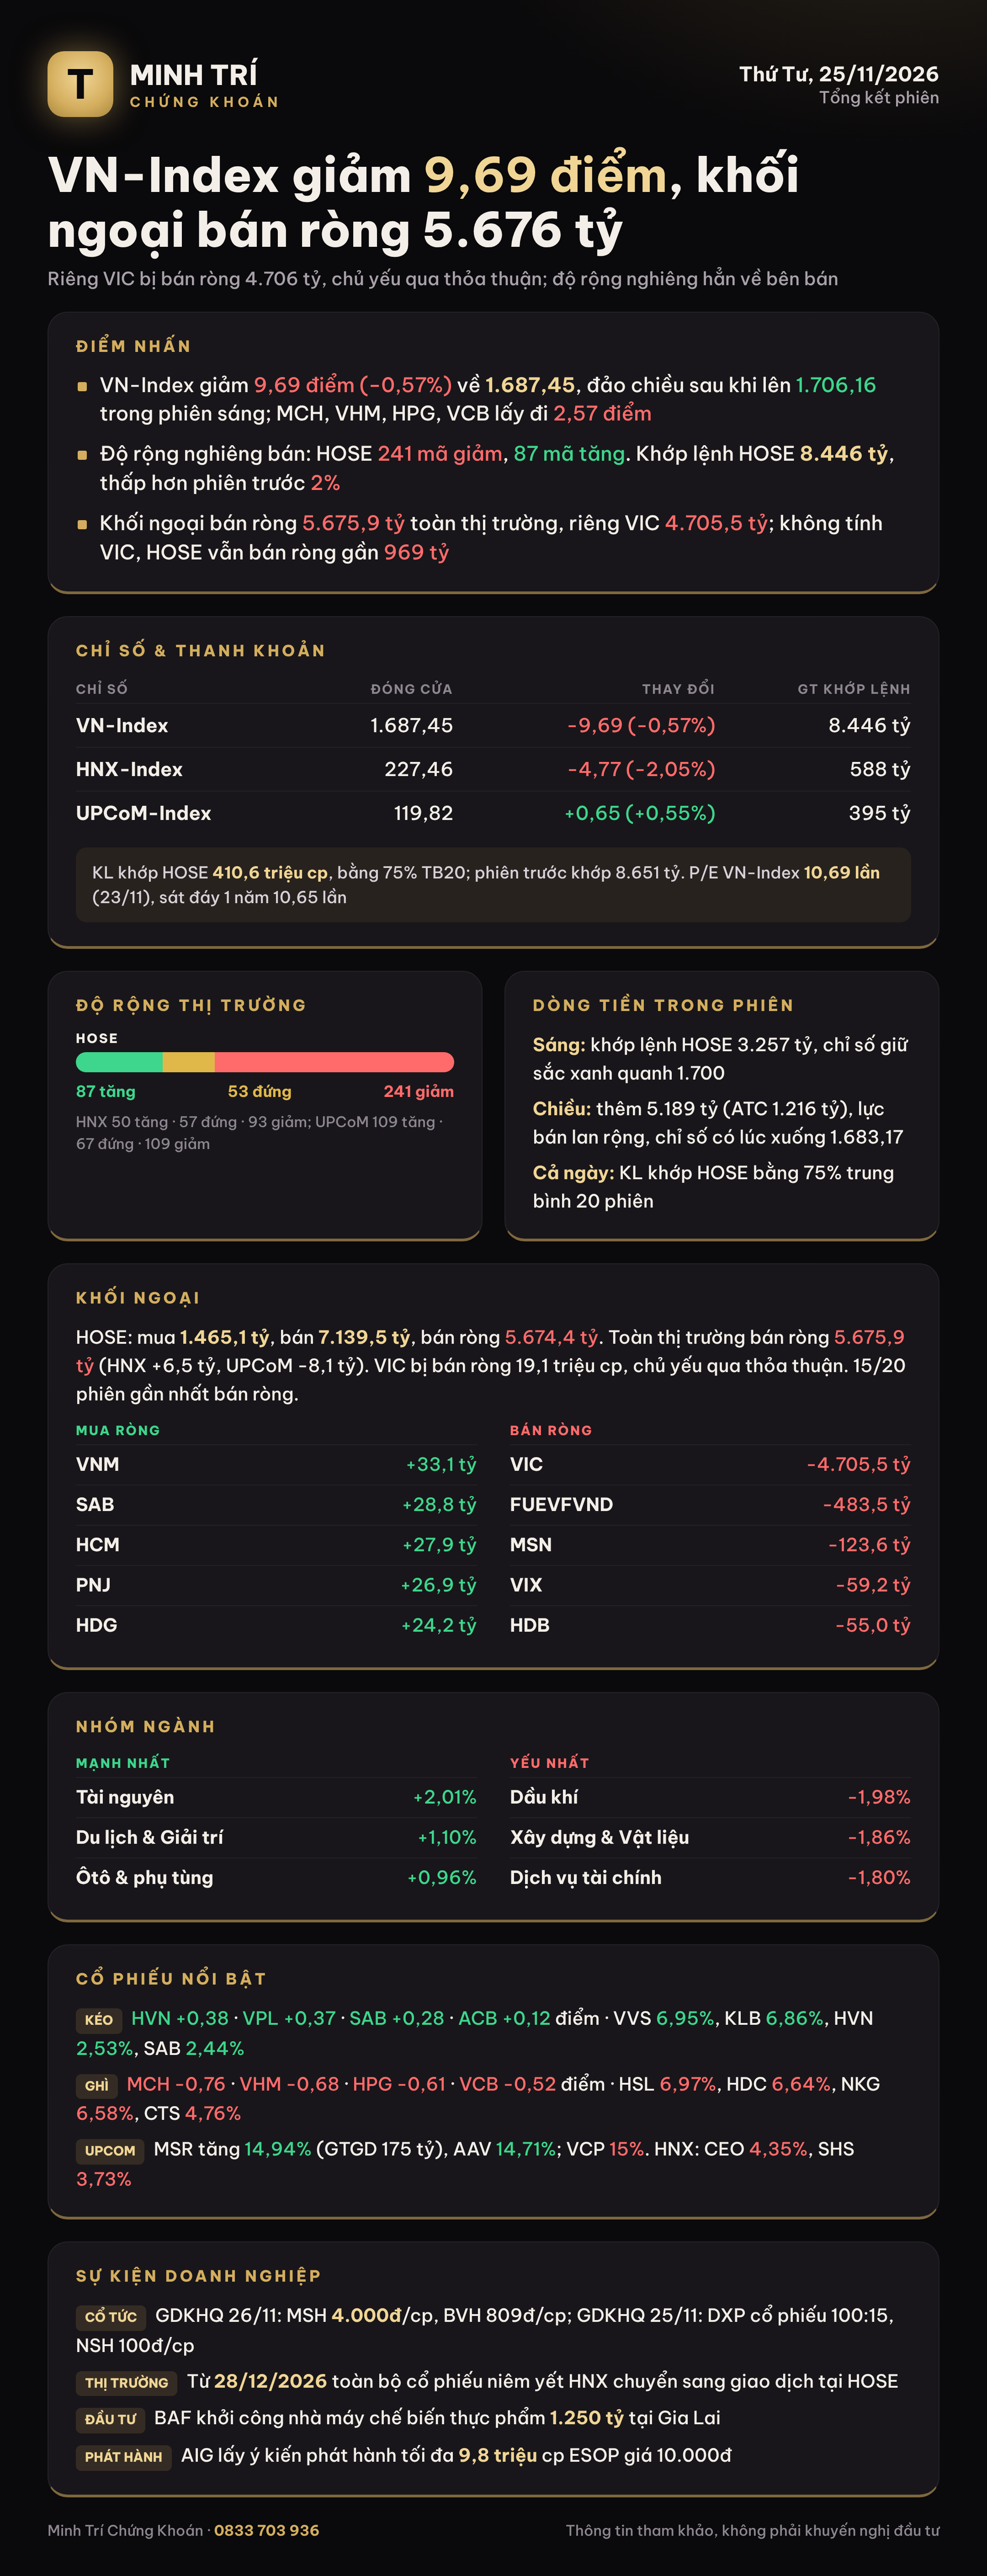 T
MINH TRÍ
CHỨNG KHOÁN
Thứ Tư, 25/11/2026
Tổng kết phiên
VN-Index giảm 9,69 điểm, khối
ngoại bán ròng 5.676 tỷ
Riêng VIC bị bán ròng 4.706 tỷ, chủ yếu qua thỏa thuận; độ rộng nghiêng hẳn về bên bán
ĐIỂM NHẤN
VN-Index giảm 9,69 điểm (-0,57%) về 1.687,45, đảo chiều sau khi lên 1.706,16
trong phiên sáng; MCH, VHM, HPG, VCB lấy đi 2,57 điểm
Độ rộng nghiêng bán: HOSE 241 mã giảm, 87 mã tăng. Khớp lệnh HOSE 8.446 tỷ,
thấp hơn phiên trước 2%
Khối ngoại bán ròng 5.675,9 tỷ toàn thị trường, riêng VIC 4.705,5 tỷ; không tính
VIC, HOSE vẫn bán ròng gần 969 tỷ
CHỈ SỐ & THANH KHOẢN
CHỈ SỐ ĐÓNG CỬA THAY ĐỔI GT KHỚP LỆNH
VN-Index 1.687,45 -9,69 (-0,57%) 8.446 tỷ
HNX-Index 227,46 -4,77 (-2,05%) 588 tỷ
UPCoM-Index 119,82 +0,65 (+0,55%) 395 tỷ
KL khớp HOSE 410,6 triệu cp, bằng 75% TB20; phiên trước khớp 8.651 tỷ. P/E VN-Index 10,69 lần
(23/11), sát đáy 1 năm 10,65 lần
ĐỘ RỘNG THỊ TRƯỜNG
HOSE
87 tăng 53 đứng 241 giảm
HNX 50 tăng · 57 đứng · 93 giảm; UPCoM 109 tăng ·
67 đứng · 109 giảm
DÒNG TIỀN TRONG PHIÊN
Sáng: khớp lệnh HOSE 3.257 tỷ, chỉ số giữ
sắc xanh quanh 1.700
Chiều: thêm 5.189 tỷ (ATC 1.216 tỷ), lực
bán lan rộng, chỉ số có lúc xuống 1.683,17
Cả ngày: KL khớp HOSE bằng 75% trung
bình 20 phiên
KHỐI NGOẠI
HOSE: mua 1.465,1 tỷ, bán 7.139,5 tỷ, bán ròng 5.674,4 tỷ. Toàn thị trường bán ròng 5.675,9
tỷ (HNX +6,5 tỷ, UPCoM -8,1 tỷ). VIC bị bán ròng 19,1 triệu cp, chủ yếu qua thỏa thuận. 15/20
phiên gần nhất bán ròng.
MUA RÒNG BÁN RÒNG
VNM +33,1 tỷ VIC -4.705,5 tỷ
SAB +28,8 tỷ FUEVFVND -483,5 tỷ
HCM +27,9 tỷ MSN -123,6 tỷ
PNJ +26,9 tỷ VIX -59,2 tỷ
HDG +24,2 tỷ HDB -55,0 tỷ
NHÓM NGÀNH
MẠNH NHẤT YẾU NHẤT
Tài nguyên +2,01% Dầu khí -1,98%
Du lịch & Giải trí +1,10% Xây dựng & Vật liệu -1,86%
Ôtô & phụ tùng +0,96% Dịch vụ tài chính -1,80%
CỔ PHIẾU NỔI BẬT
KÉO HVN +0,38 · VPL +0,37 · SAB +0,28 · ACB +0,12 điểm · VVS 6,95%, KLB 6,86%, HVN
2,53%, SAB 2,44%
GHÌ MCH -0,76 · VHM -0,68 · HPG -0,61 · VCB -0,52 điểm · HSL 6,97%, HDC 6,64%, NKG
6,58%, CTS 4,76%
UPCOM MSR tăng 14,94% (GTGD 175 tỷ), AAV 14,71%; VCP 15%. HNX: CEO 4,35%, SHS
3,73%
SỰ KIỆN DOANH NGHIỆP
CỔ TỨC GDKHQ 26/11: MSH 4.000đ/cp, BVH 809đ/cp; GDKHQ 25/11: DXP cổ phiếu 100:15,
NSH 100đ/cp
THỊ TRƯỜNG Từ 28/12/2026 toàn bộ cổ phiếu niêm yết HNX chuyển sang giao dịch tại HOSE
ĐẦU TƯ BAF khởi công nhà máy chế biến thực phẩm 1.250 tỷ tại Gia Lai
PHÁT HÀNH AIG lấy ý kiến phát hành tối đa 9,8 triệu cp ESOP giá 10.000đ
Minh Trí Chứng Khoán · 0833 703 936
Thông tin tham khảo, không phải khuyến nghị đầu tư